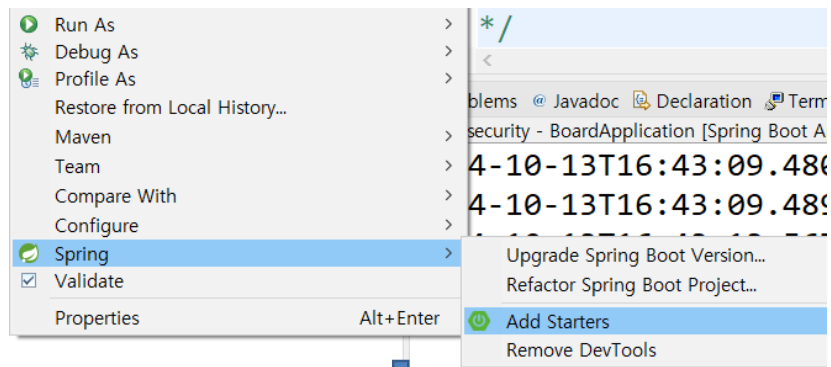 Run As
Debug As
Profile As
Restore from Local History...
Maven
Team
Compare With
Configure
Spring
Validate
Properties Alt+Enter
*/
blems @ Javadoc Declaration Term
security - BoardApplication [Spring Boot A
4-10-13T16:43:09.480
4-10-13T16:43:09.489
Upgrade Spring Boot Version...
Refactor Spring Boot Project...
Add Starters
Remove DevTools